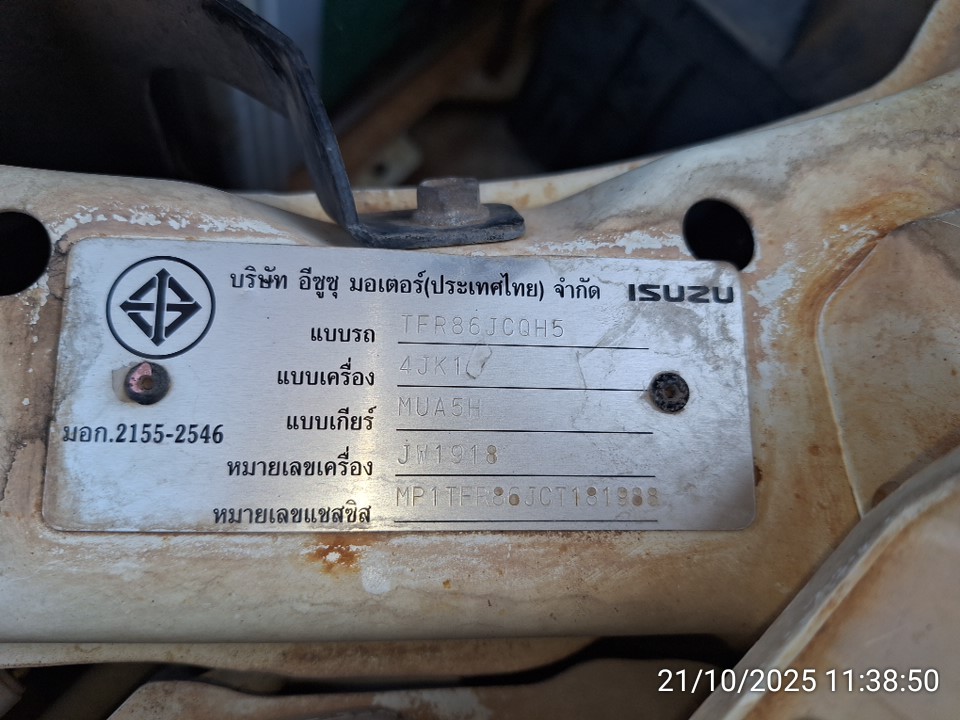 บริษัท อีซูซุ มอเตอร์(ประเทศไทย) จำกัด ISUZU
แบบรถ TFR86JCQH5
แบบเครื่อง 4JK1
แบบเกียร์ MUA5H
มอก.2155-2546
หมายเลขเครื่อง JW1918
หมายเลขแชสซิส
21/10/2025 11:38:50